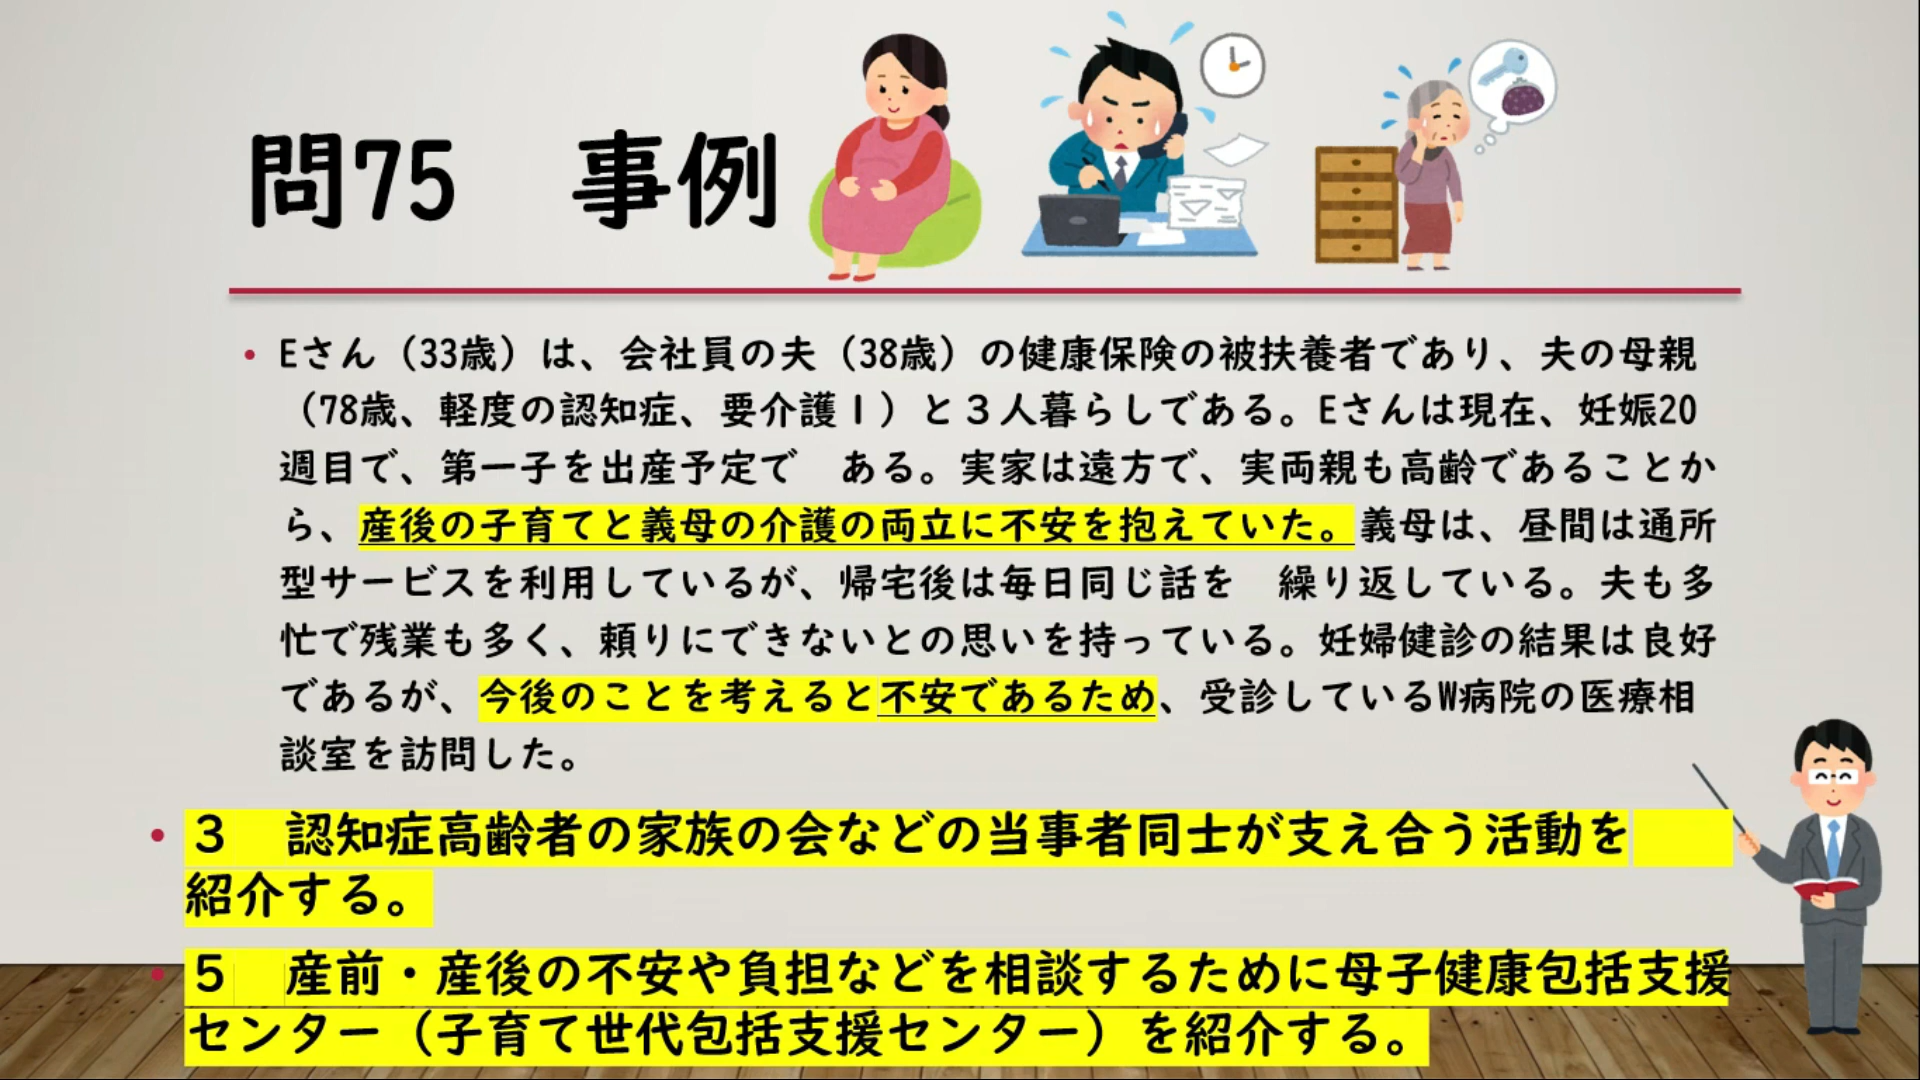 問75　事例
・Eさん（33歳）は、会社員の夫（38歳）の健康保険の被扶養者であり、夫の母親
（78歳、軽度の認知症、要介護１）と３人暮らしである。Eさんは現在、妊娠20
週目で、第一子を出産予定で　ある。実家は遠方で、実両親も高齢であることか
ら、産後の子育てと義母の介護の両立に不安を抱えていた。義母は、昼間は通所
型サービスを利用しているが、帰宅後は毎日同じ話を　繰り返している。夫も多
忙で残業も多く、頼りにできないとの思いを持っている。妊婦健診の結果は良好
であるが、今後のことを考えると不安であるため、受診しているW病院の医療相
談室を訪問した。
・３　認知症高齢者の家族の会などの当事者同士が支え合う活動を
紹介する。
・５　産前・産後の不安や負担などを相談するために母子健康包括支援
センター（子育て世代包括支援センター）を紹介する。